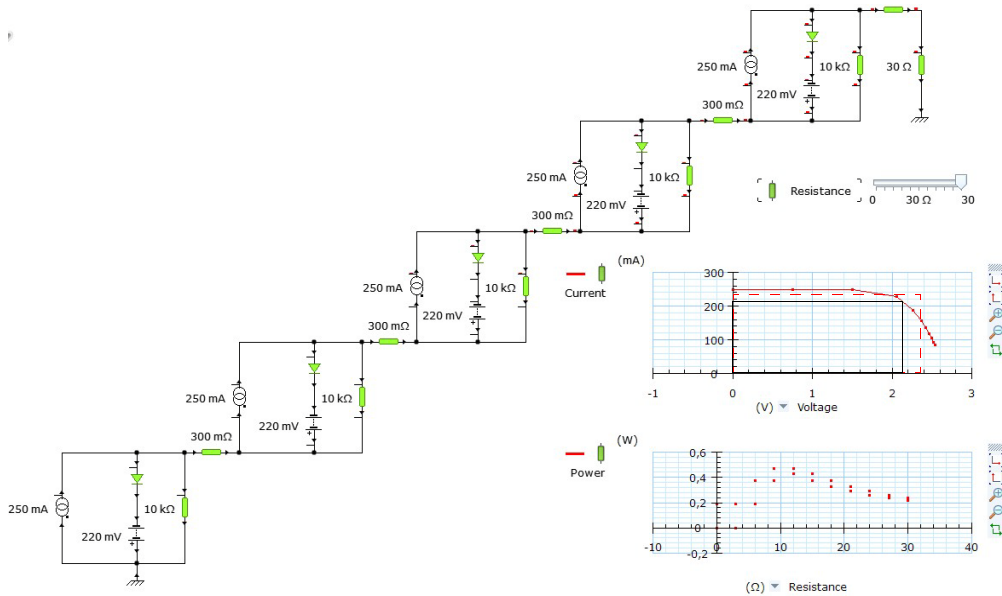 250 mA
10 kΩ
30 Ω
220 mV
300 mΩ
250 mA
10 kΩ
220 mV
Resistance
0 30 Ω 30
300 mΩ
250 mA
10 kΩ
220 mV
300 mΩ
250 mA
10 kΩ
220 mV
300 mΩ
250 mA
10 kΩ
220 mV
(mA)
Current
300
200
100
0
-1 0 1 2 3
(V) Voltage
(W)
Power
0,6
0,4
0,2
0
-0,2
-10 0 10 20 30 40
(Ω) Resistance